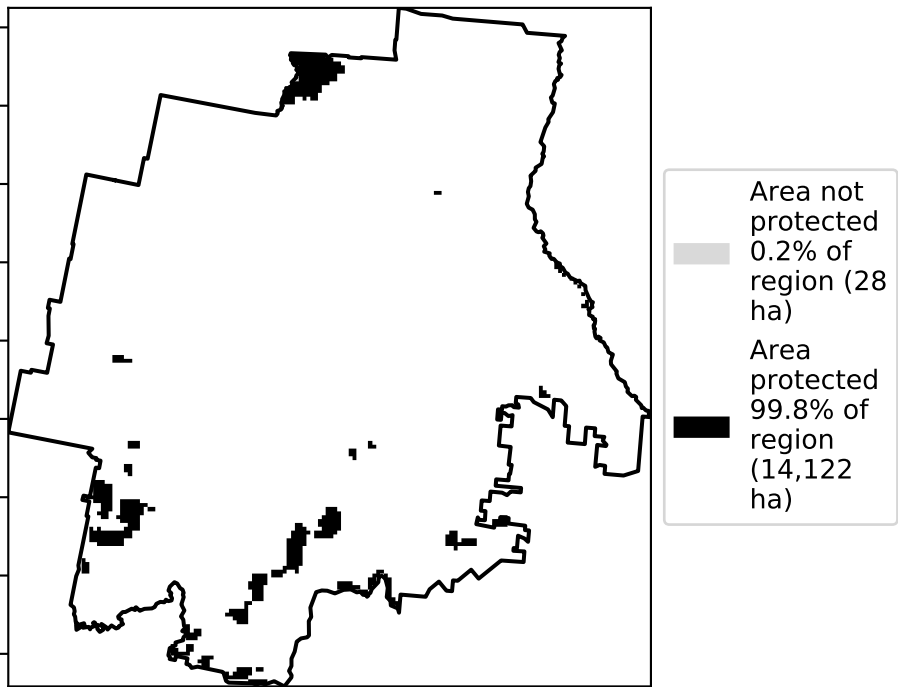 Area not
protected
0.2% of
region (28
ha)
Area
protected
99.8% of
region
(14,122
ha)